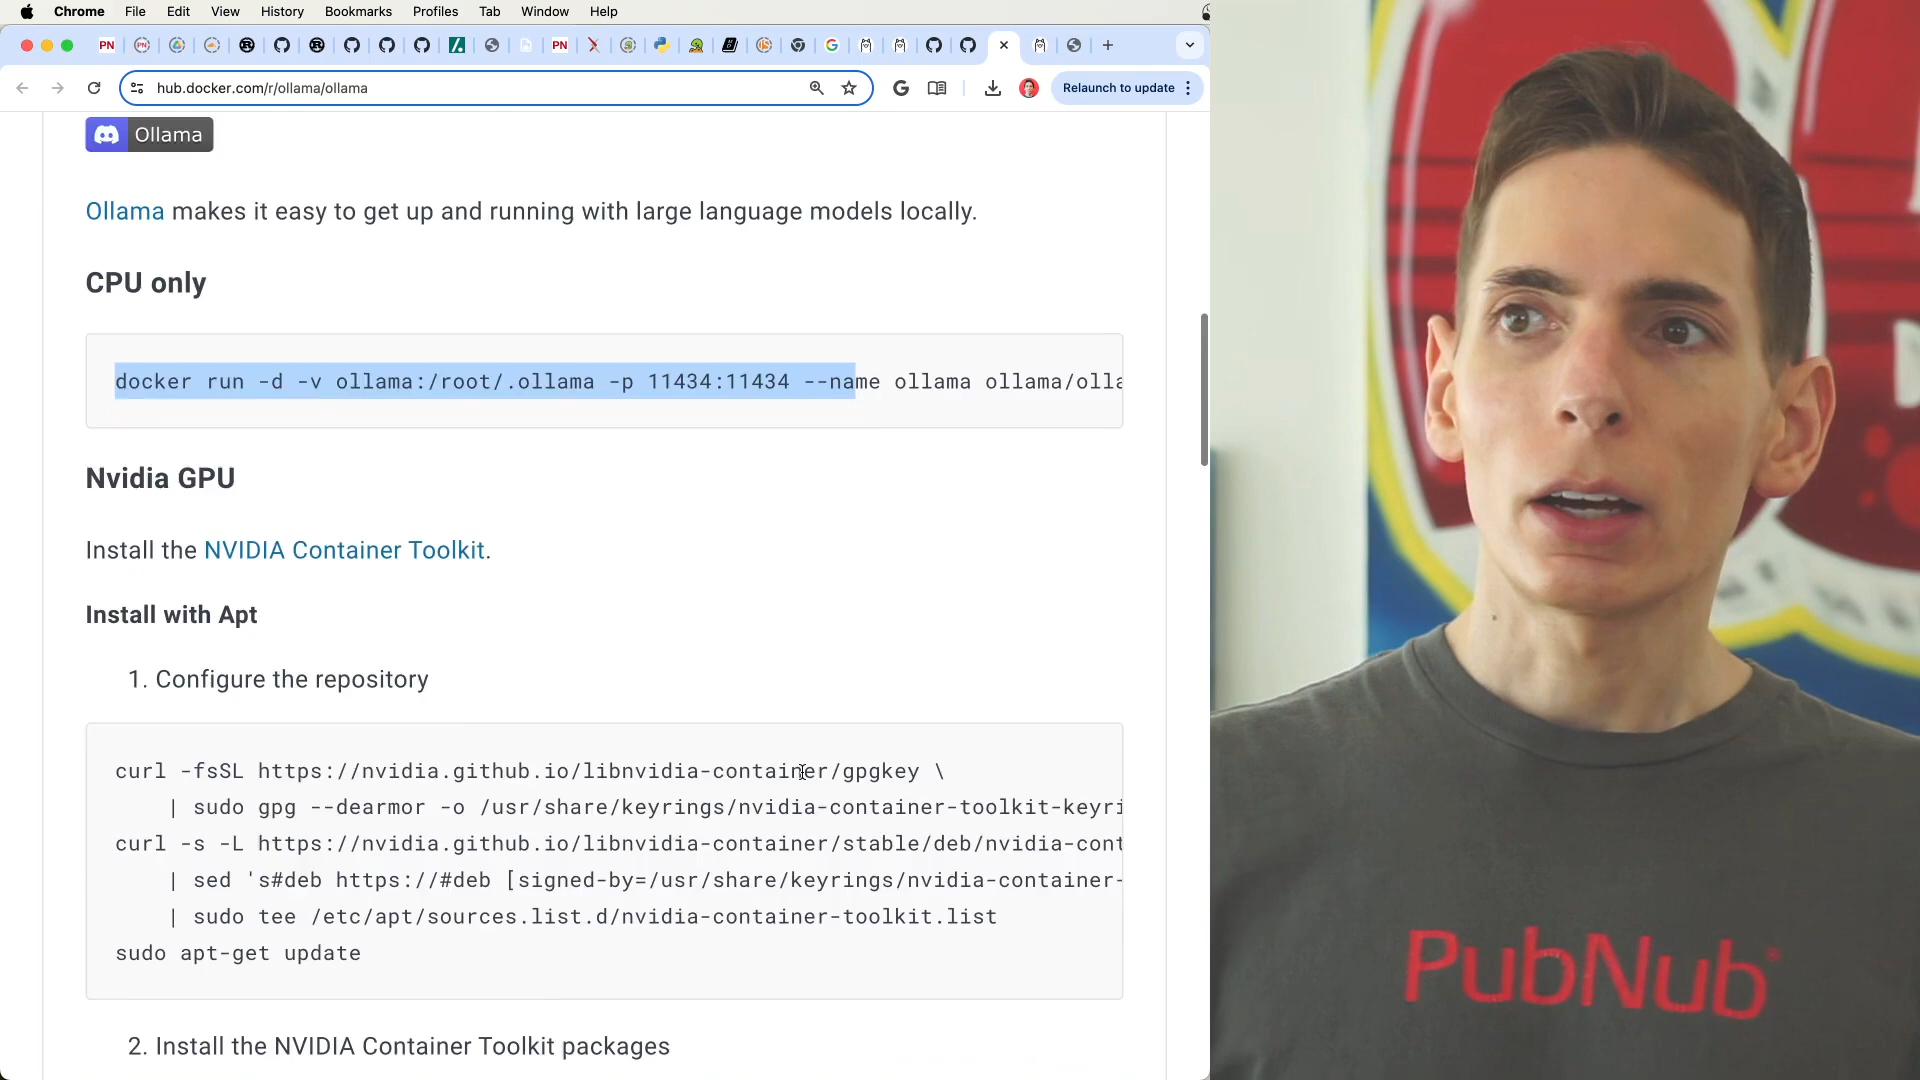 Chrome File Edit View History Bookmarks Profiles Tab Window Help
hub.docker.com/r/ollama/ollama
Relaunch to update
Ollama
Ollama makes it easy to get up and running with large language models locally.
CPU only
docker run -d -v ollama:/root/.ollama -p 11434:11434 --name ollama ollama/olla
Nvidia GPU
Install the NVIDIA Container Toolkit.
Install with Apt
1. Configure the repository
curl -fsSL https://nvidia.github.io/libnvidia-container/gpgkey \
| sudo gpg --dearmor -o /usr/share/keyrings/nvidia-container-toolkit-keyri
curl -s -L https://nvidia.github.io/libnvidia-container/stable/deb/nvidia-cont
| sed 's#deb https://#deb [signed-by=/usr/share/keyrings/nvidia-container-
| sudo tee /etc/apt/sources.list.d/nvidia-container-toolkit.list
sudo apt-get update
2. Install the NVIDIA Container Toolkit packages
PubNub